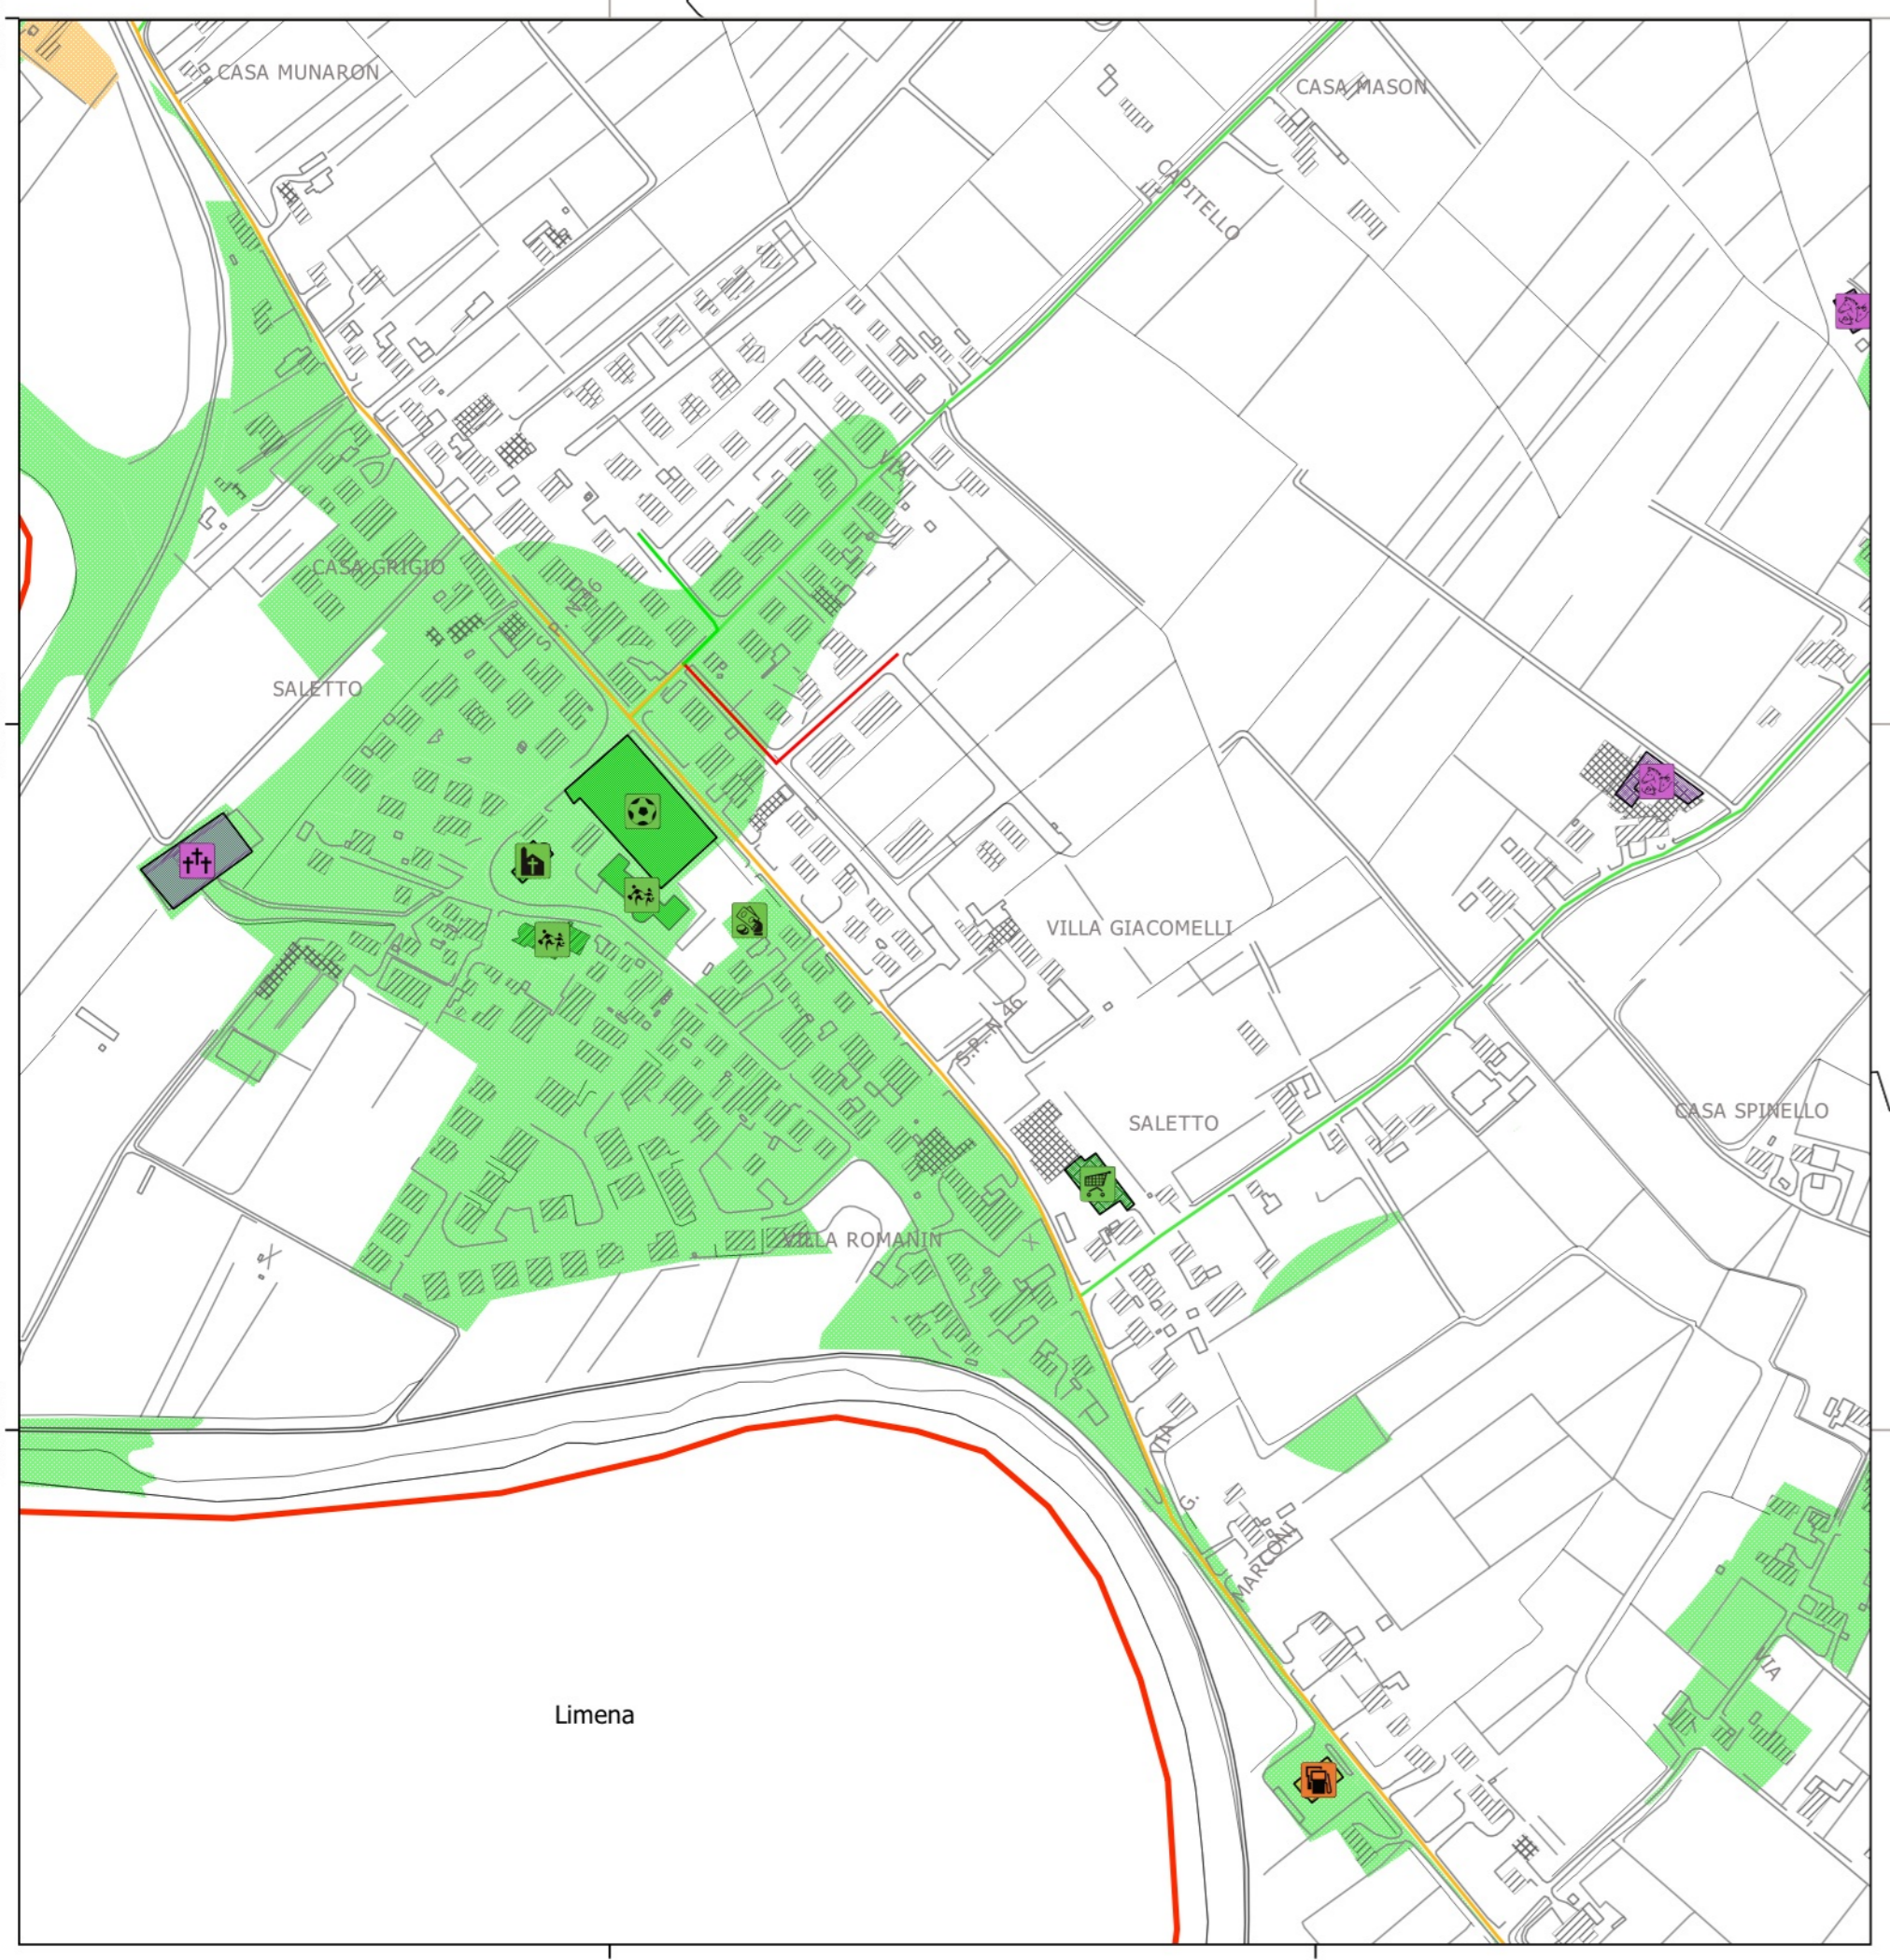 CASA MUNARON
CASA MASON
CAPITELLO
VIA
CASA GRIGIO
S.P. N.46
SALETTO
VILLA GIACOMELLI
S.P. N.46
CASA SPINELLO
SALETTO
VILLA ROMANIN
VIA
G.
MARCONI
VIA
Limena